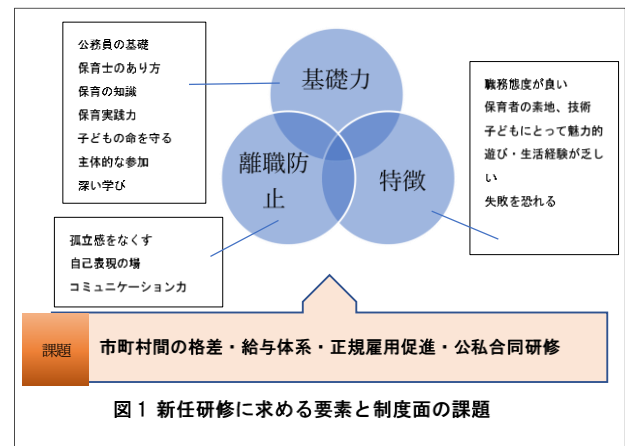 公務員の基礎
保育士のあり方
保育の知識
保育実践力
子どもの命を守る
主体的な参加
深い学び
基礎力
職務態度が良い
保育者の素地、技術
子どもにとって魅力的
遊び・生活経験が乏し
い
失敗を恐れる
離職防
止
特徴
孤立感をなくす
自己表現の場
コミュニケーション力
課題
市町村間の格差・給与体系・正規雇用促進・公私合同研修
図1 新任研修に求める要素と制度面の課題